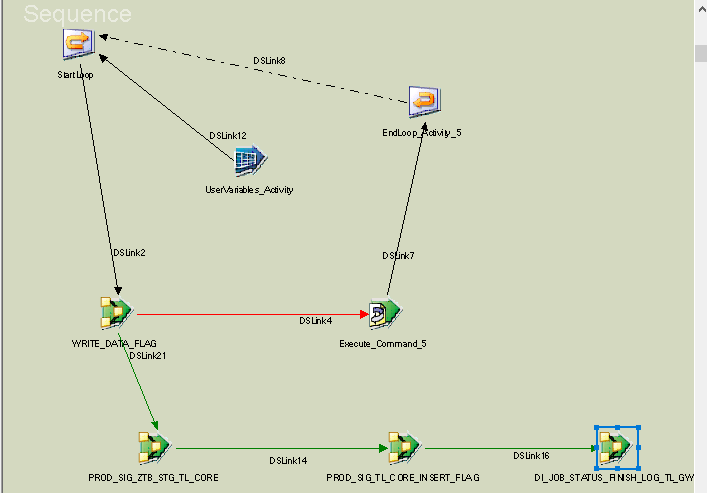 Sequence
StartLoop
DSLink8
EndLoop_Activity_5
DSLink12
UserVariables_Activity
DSLink2
DSLink7
WRITE_DATA_FLAG
DSLink4
Execute_Command_5
DSLink21
PROD_SIG_ZTB_STG_TL_CORE
DSLink14
PROD_SIG_TL_CORE_INSERT_FLAG
DSLink16
DI_JOB_STATUS_FINISH_LOG_TL_GW